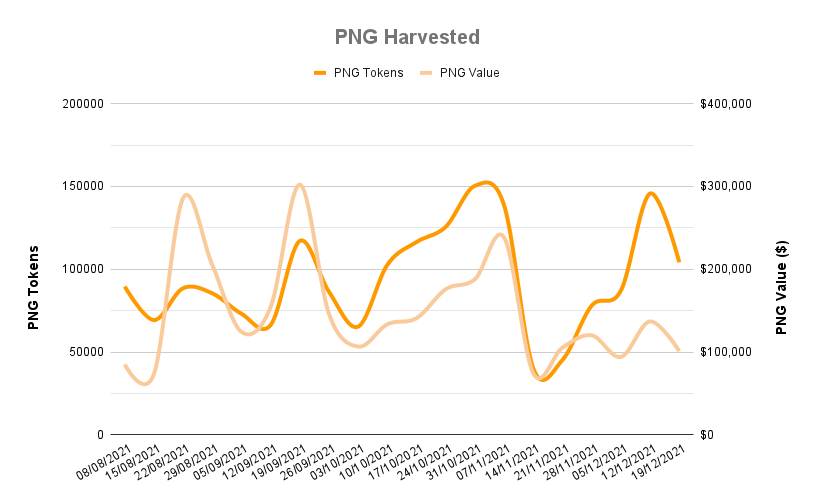 PNG Harvested
PNG Tokens PNG Value
200000 $400,000
150000 $300,000
100000 $200,000
50000 $100,000
0 $0
PNG Tokens
PNG Value ($)
08/08/2021 15/08/2021 22/08/2021 29/08/2021 05/09/2021 12/09/2021 19/09/2021 26/09/2021 03/10/2021 10/10/2021 17/10/2021 24/10/2021 31/10/2021 07/11/2021 14/11/2021 21/11/2021 28/11/2021 05/12/2021 12/12/2021 19/12/2021